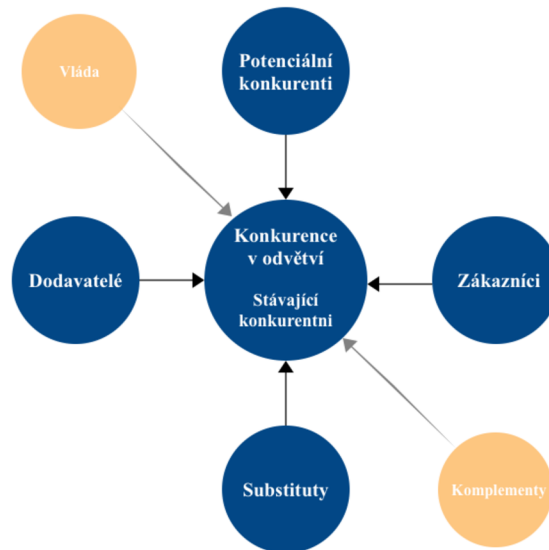 Potenciální
konkurenti
Vláda
Konkurence
v odvětví
Stávající
konkurentni
Dodavatelé
Zákazníci
Substituty
Komplementy